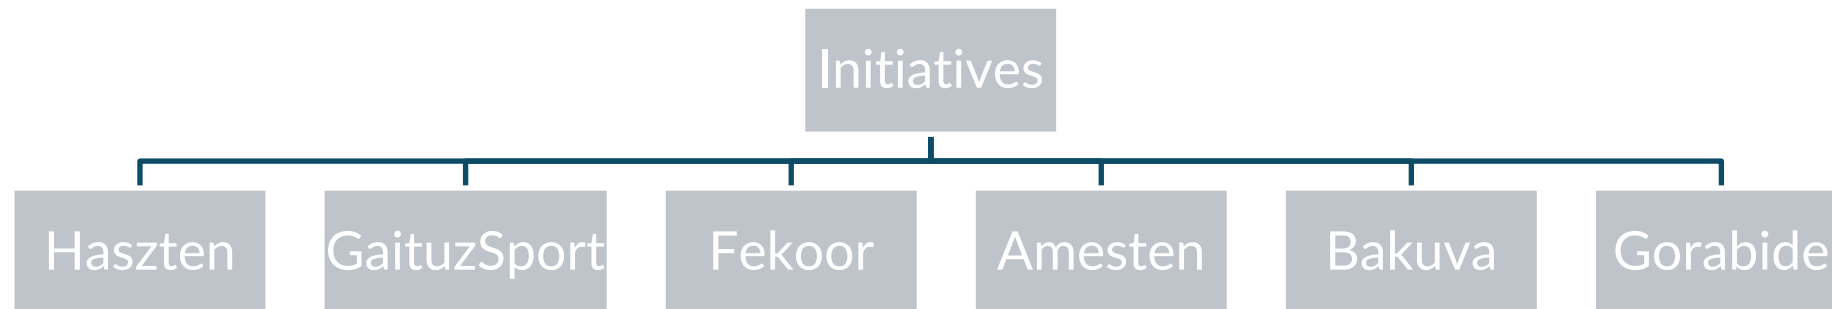 Initiatives
Haszten
GaituzSport
Fekoor
Amesten
Bakuva
Gorabide